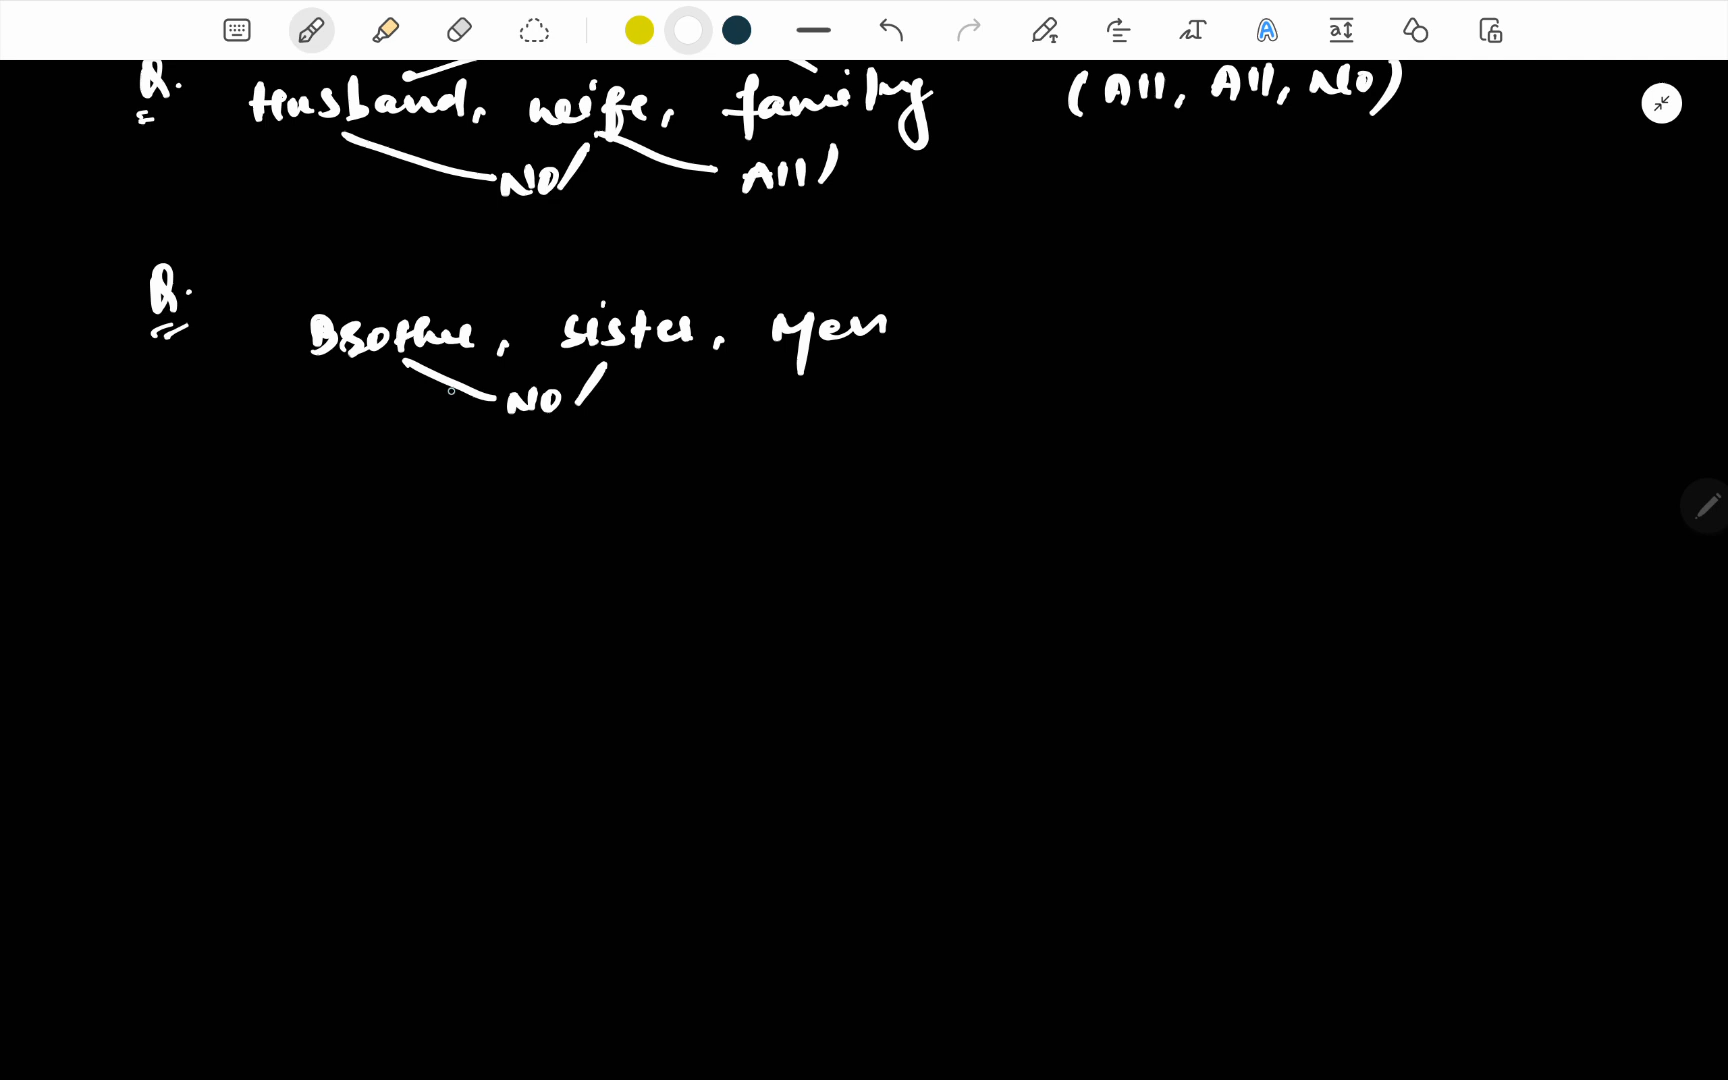 Q. Husband, wife, family (All, All, No)
No All
Q.
Brother, sister, Men
NO